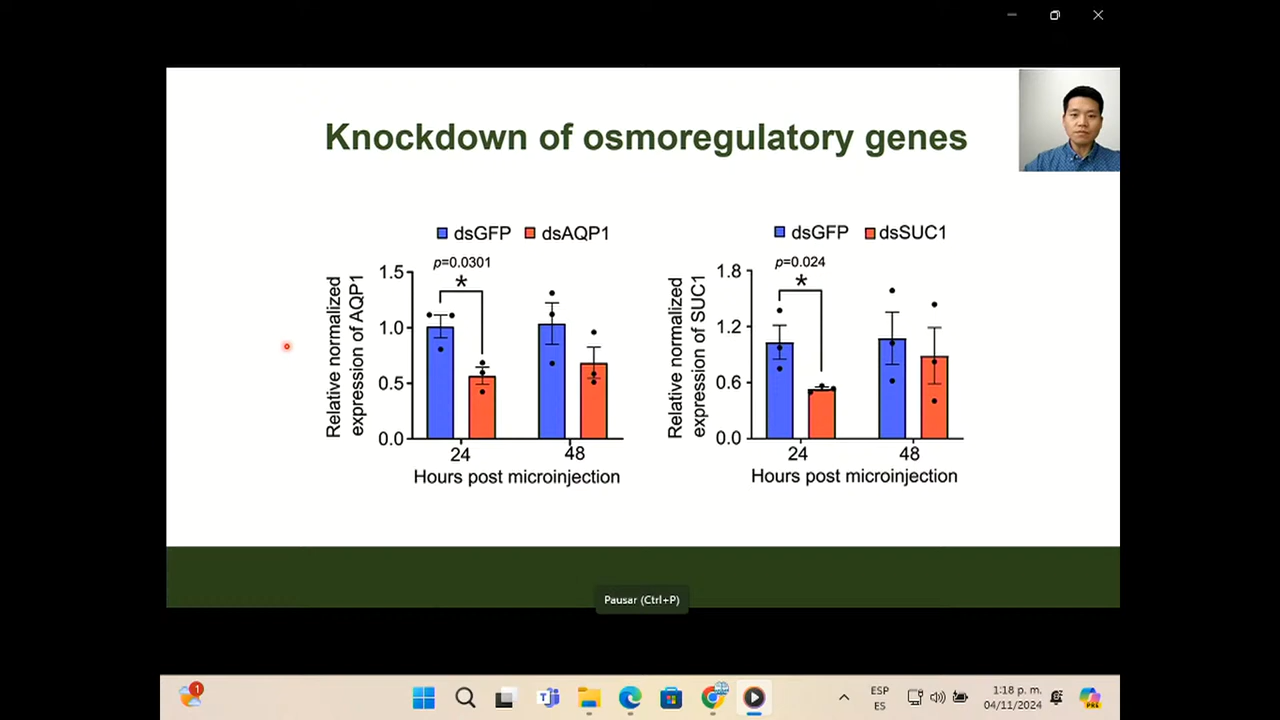 Knockdown of osmoregulatory genes
dsGFP dsAQP1
p=0.0301
*
Relative normalized
expression of AQP1
1.5
1.0
0.5
0.0
24 48
Hours post microinjection
dsGFP dsSUC1
p=0.024
*
Relative normalized
expression of SUC1
1.8
1.2
0.6
0.0
24 48
Hours post microinjection
Pausar (Ctrl+P)
1
ESP
ES
1:18 p. m.
04/11/2024
PRE